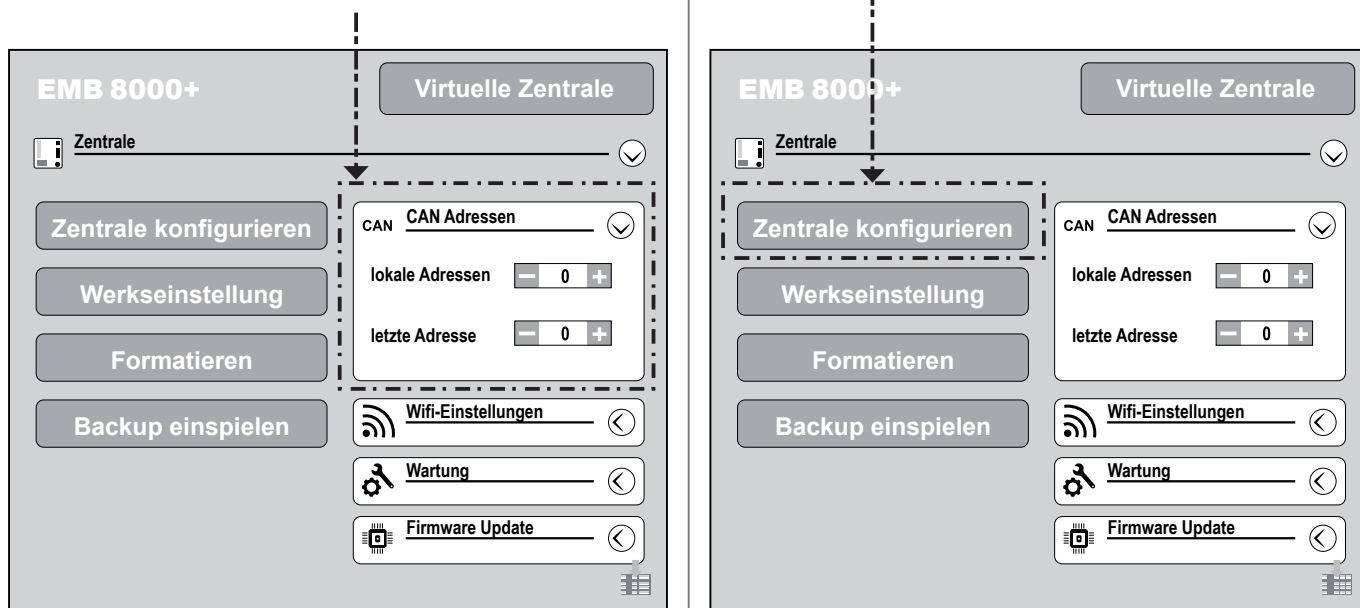 EMB 8000+
Virtuelle Zentrale
Zentrale
Zentrale konfigurieren
Werkseinstellung
Formatieren
Backup einspielen
CAN CAN Adressen
lokale Adressen − 0 +
letzte Adresse − 0 +
Wifi-Einstellungen
Wartung
Firmware Update
EMB 8000+
Virtuelle Zentrale
Zentrale
Zentrale konfigurieren
Werkseinstellung
Formatieren
Backup einspielen
CAN CAN Adressen
lokale Adressen − 0 +
letzte Adresse − 0 +
Wifi-Einstellungen
Wartung
Firmware Update